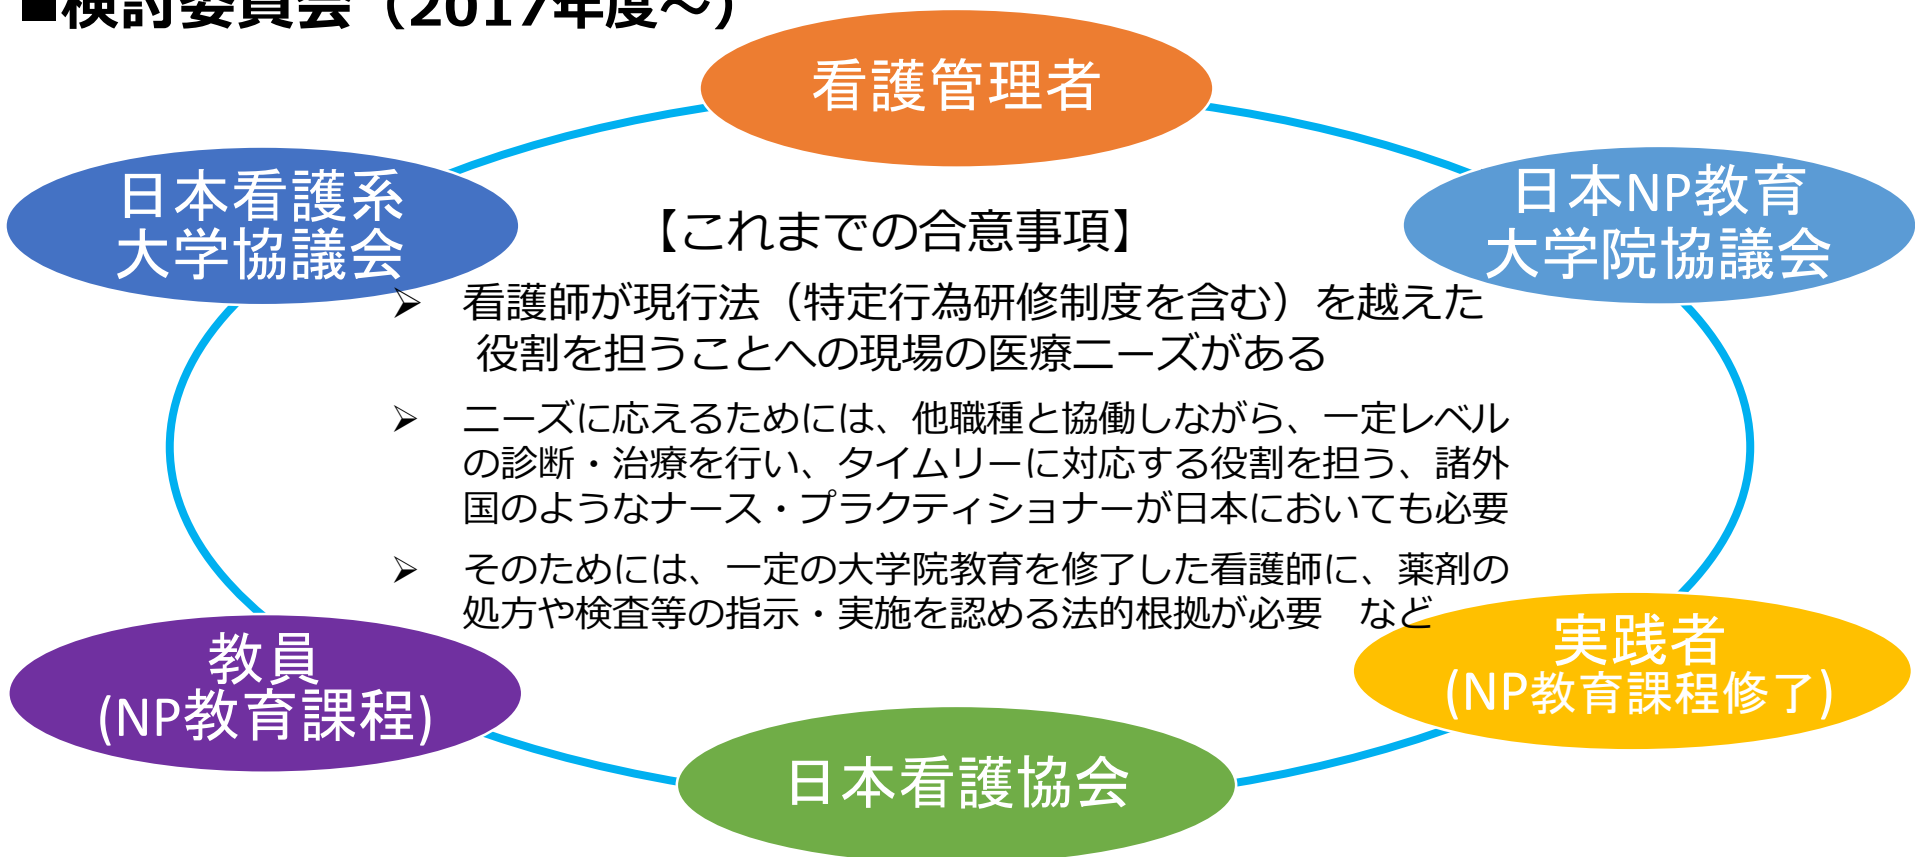 ■検討委員会（2017年度～）
看護管理者
日本看護系
大学協議会
日本NP教育
大学院協議会
【これまでの合意事項】
➢ 看護師が現行法（特定行為研修制度を含む）を越えた
役割を担うことへの現場の医療ニーズがある
➢ ニーズに応えるためには、他職種と協働しながら、一定レベル
の診断・治療を行い、タイムリーに対応する役割を担う、諸外
国のようなナース・プラクティショナーが日本においても必要
➢ そのためには、一定の大学院教育を修了した看護師に、薬剤の
処方や検査等の指示・実施を認める法的根拠が必要　など
教員
(NP教育課程)
実践者
(NP教育課程修了)
日本看護協会